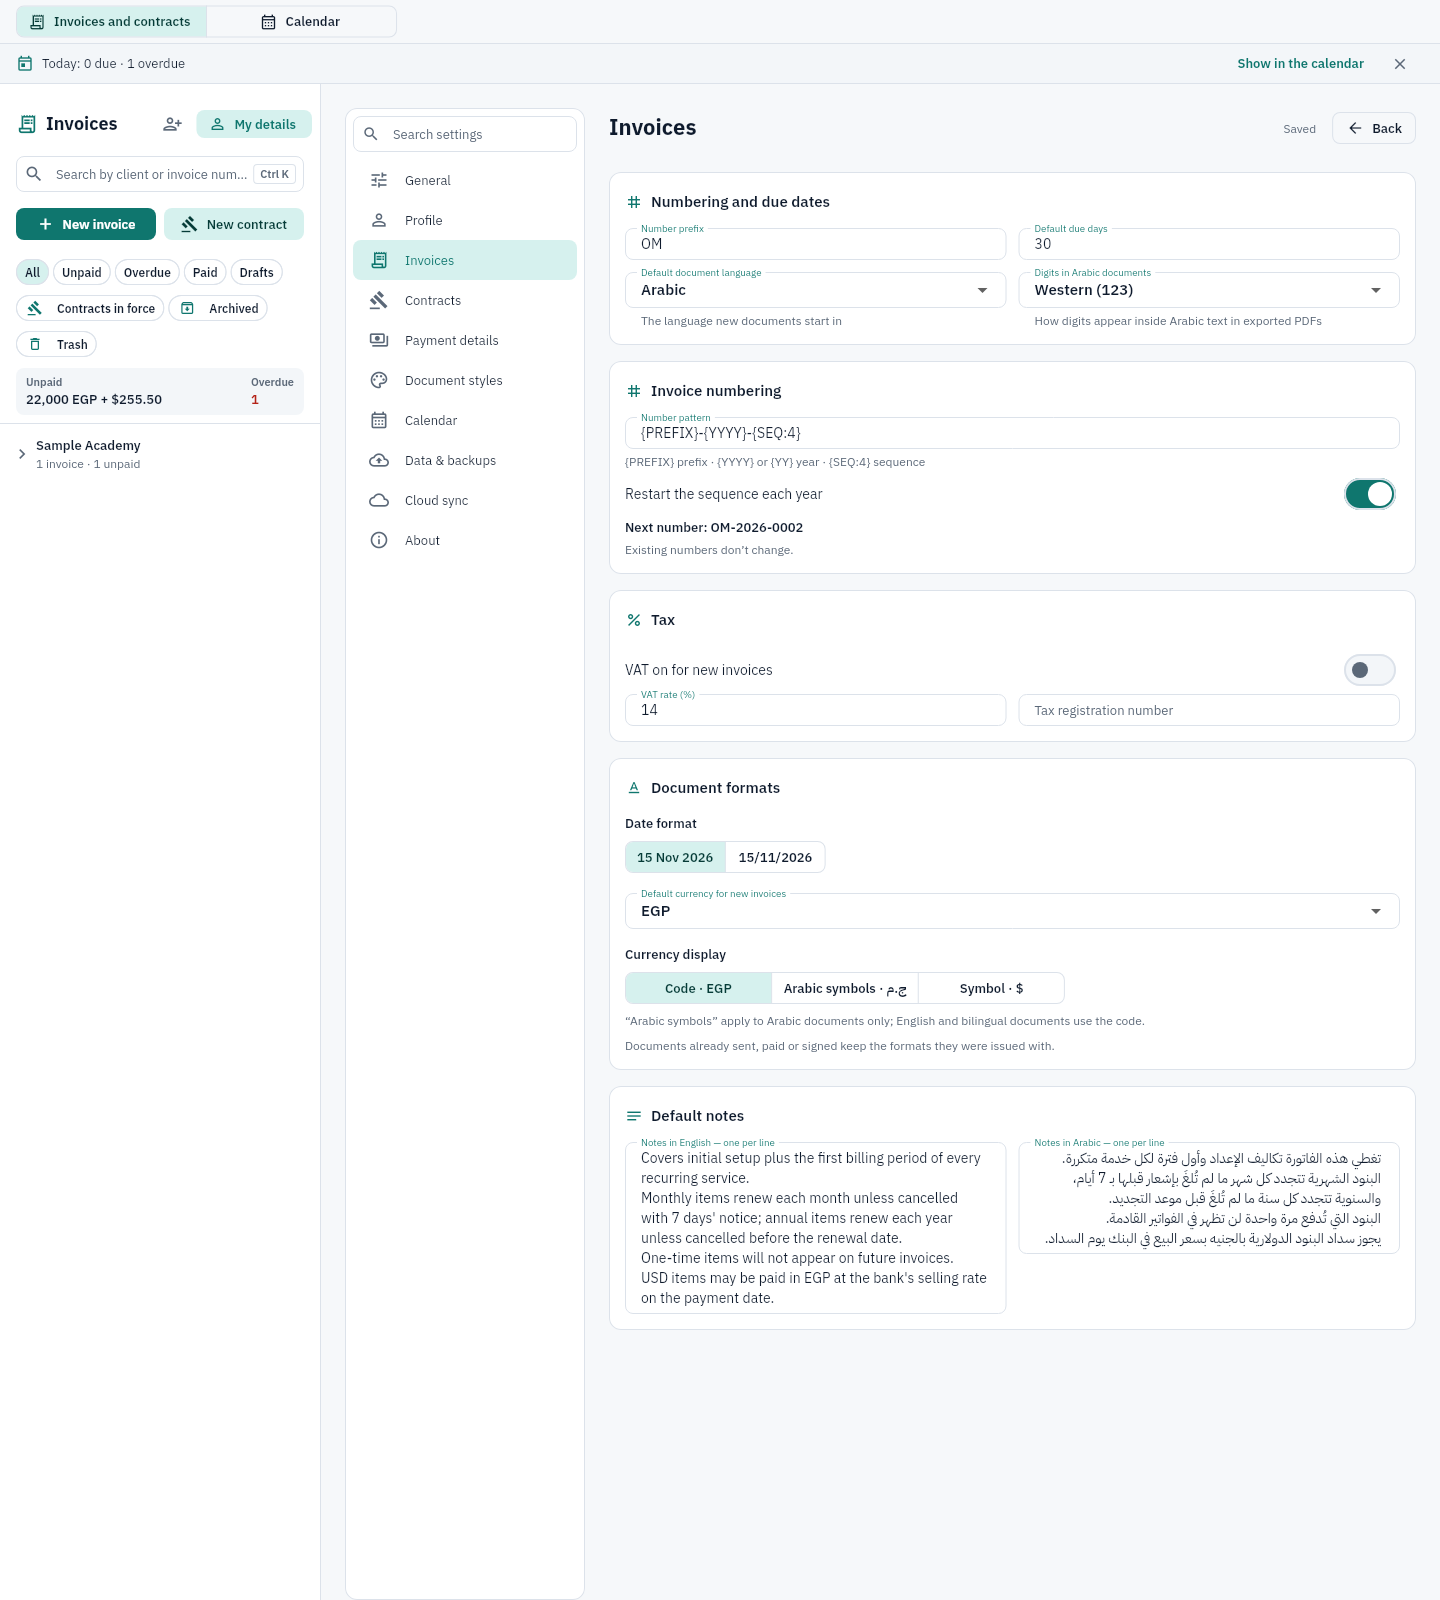 Invoices and contracts
Calendar
Today: 0 due · 1 overdue
Show in the calendar
Invoices
My details
Search by client or invoice num...
Ctrl K
New invoice
New contract
All
Unpaid
Overdue
Paid
Drafts
Contracts in force
Archived
Trash
Unpaid
Overdue
22,000 EGP + $255.50
1
Sample Academy
1 invoice · 1 unpaid
Search settings
General
Profile
Invoices
Contracts
Payment details
Document styles
Calendar
Data & backups
Cloud sync
About
Invoices
Saved
Back
Numbering and due dates
Number prefix
OM
Default due days
30
Default document language
Arabic
The language new documents start in
Digits in Arabic documents
Western (123)
How digits appear inside Arabic text in exported PDFs
Invoice numbering
Number pattern
{PREFIX}-{YYYY}-{SEQ:4}
{PREFIX} prefix · {YYYY} or {YY} year · {SEQ:4} sequence
Restart the sequence each year
Next number: OM-2026-0002
Existing numbers don’t change.
Tax
VAT on for new invoices
VAT rate (%)
14
Tax registration number
Document formats
Date format
15 Nov 2026
15/11/2026
Default currency for new invoices
EGP
Currency display
Code · EGP
Arabic symbols · ج.م
Symbol · $
“Arabic symbols” apply to Arabic documents only; English and bilingual documents use the code.
Documents already sent, paid or signed keep the formats they were issued with.
Default notes
Notes in English — one per line
Covers initial setup plus the first billing period of every
recurring service.
Monthly items renew each month unless cancelled
with 7 days' notice; annual items renew each year
unless cancelled before the renewal date.
One-time items will not appear on future invoices.
USD items may be paid in EGP at the bank's selling rate
on the payment date.
Notes in Arabic — one per line
تغطي هذه الفاتورة تكاليف الإعداد وأول فترة لكل خدمة متكررة.
البنود الشهرية تتجدد كل شهر ما لم تُلغَ بإشعار قبلها بـ 7 أيام،
والسنوية تتجدد كل سنة ما لم تُلغَ قبل موعد التجديد.
البنود التي تُدفع مرة واحدة لن تظهر في الفواتير القادمة.
يجوز سداد البنود الدولارية بالجنيه بسعر البيع في البنك يوم السداد.